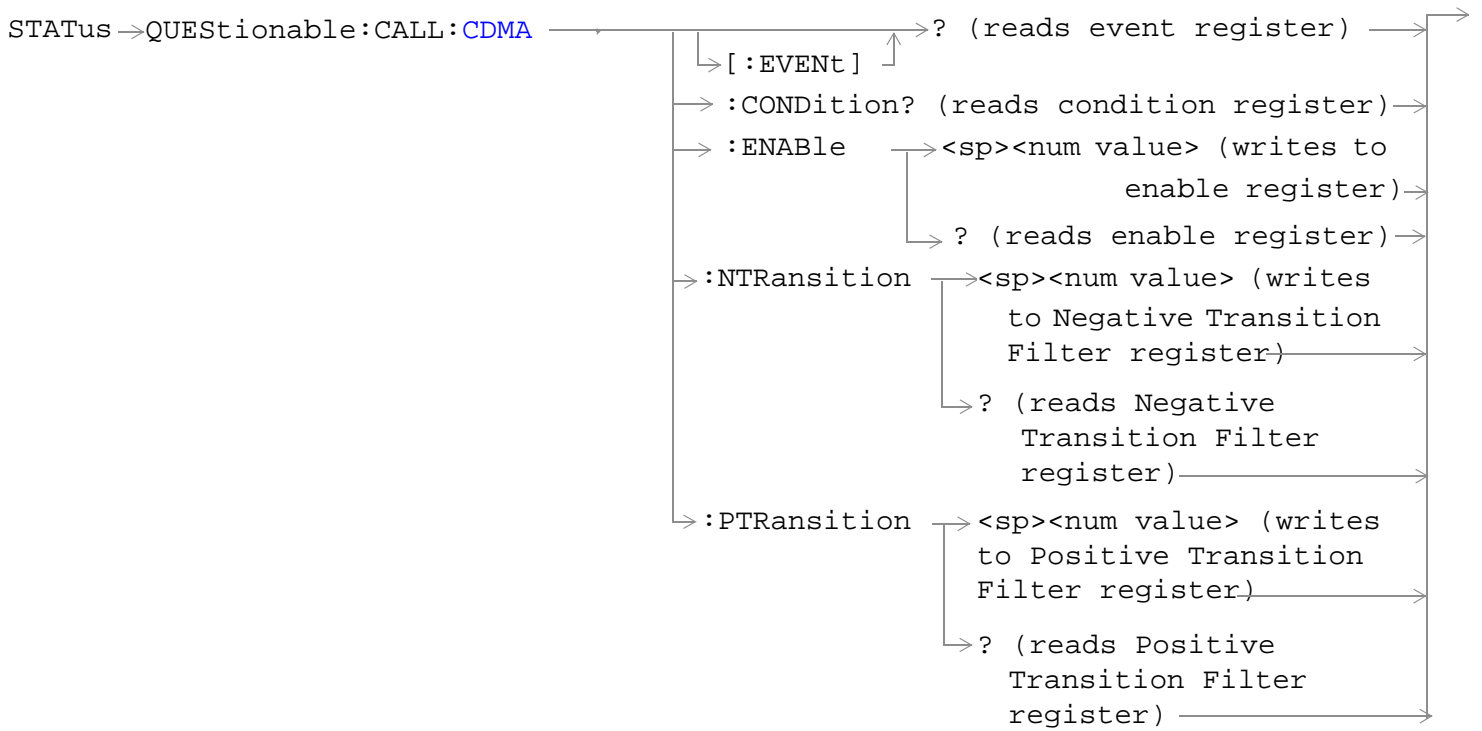 STATus QUEStionable:CALL:CDMA ? (reads event register)
[:EVENt]
:CONDition? (reads condition register)
:ENABle <sp><num value> (writes to
enable register)
? (reads enable register)
:NTRansition <sp><num value> (writes
to Negative Transition
Filter register)
? (reads Negative
Transition Filter
register)
:PTRansition <sp><num value> (writes
to Positive Transition
Filter register)
? (reads Positive
Transition Filter
register)